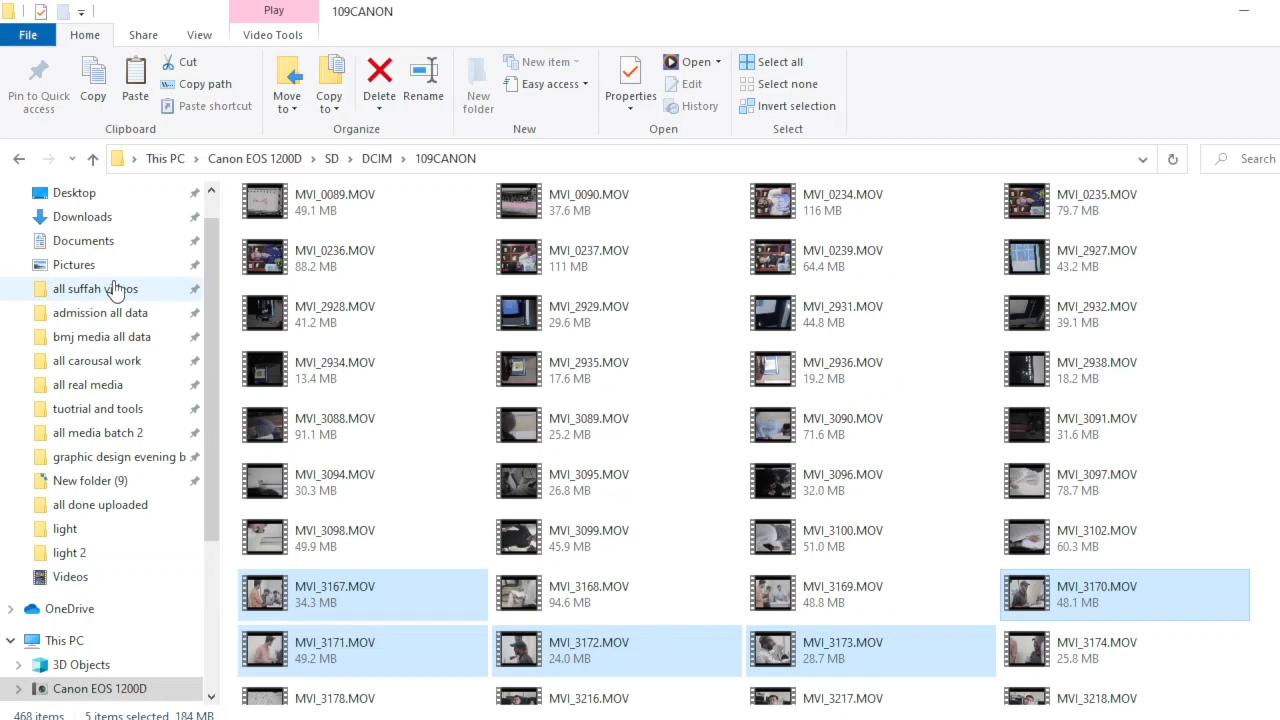 Play
109CANON
File
Home
Share
View
Video Tools
Pin to Quick access
Copy
Paste
Cut
Copy path
Paste shortcut
Clipboard
Move to
Copy to
Delete
Rename
Organize
New folder
New item
Easy access
New
Properties
Open
Edit
History
Open
Select all
Select none
Invert selection
Select
This PC
Canon EOS 1200D
SD
DCIM
109CANON
Search
Desktop
Downloads
Documents
Pictures
all suffah
admission all data
bmj media all data
all carousal work
all real media
tuotrial and tools
all media batch 2
graphic design evening b
New folder (9)
all done uploaded
light
light 2
Videos
OneDrive
This PC
3D Objects
Canon EOS 1200D
MVI_0089.MOV
49.1 MB
MVI_0090.MOV
37.6 MB
MVI_0234.MOV
116 MB
MVI_0235.MOV
79.7 MB
MVI_0236.MOV
88.2 MB
MVI_0237.MOV
111 MB
MVI_0239.MOV
64.4 MB
MVI_2927.MOV
43.2 MB
MVI_2928.MOV
41.2 MB
MVI_2929.MOV
29.6 MB
MVI_2931.MOV
44.8 MB
MVI_2932.MOV
39.1 MB
MVI_2934.MOV
13.4 MB
MVI_2935.MOV
17.6 MB
MVI_2936.MOV
19.2 MB
MVI_2938.MOV
18.2 MB
MVI_3088.MOV
91.1 MB
MVI_3089.MOV
25.2 MB
MVI_3090.MOV
71.6 MB
MVI_3091.MOV
31.6 MB
MVI_3094.MOV
30.3 MB
MVI_3095.MOV
26.8 MB
MVI_3096.MOV
32.0 MB
MVI_3097.MOV
78.7 MB
MVI_3098.MOV
49.9 MB
MVI_3099.MOV
45.9 MB
MVI_3100.MOV
51.0 MB
MVI_3102.MOV
60.3 MB
MVI_3167.MOV
34.3 MB
MVI_3168.MOV
94.6 MB
MVI_3169.MOV
48.8 MB
MVI_3170.MOV
48.1 MB
MVI_3171.MOV
49.2 MB
MVI_3172.MOV
24.0 MB
MVI_3173.MOV
28.7 MB
MVI_3174.MOV
25.8 MB
MVI_3178.MOV
MVI_3216.MOV
MVI_3217.MOV
MVI_3218.MOV
468 items
5 items selected 184 MB